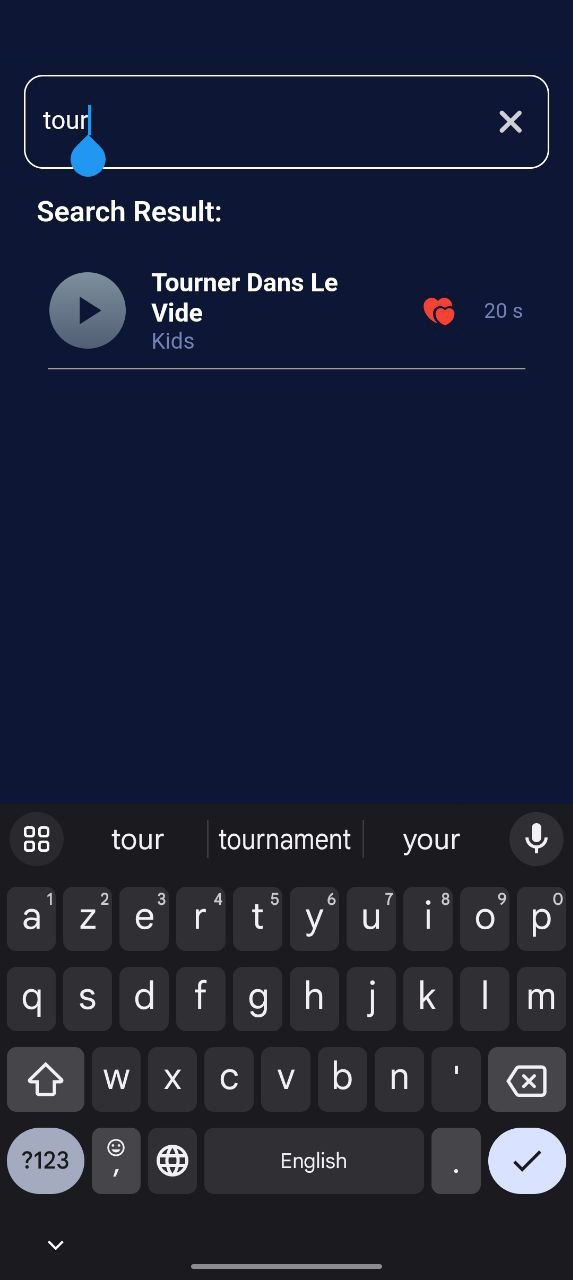 tour
Search Result:
Tourner Dans Le
Vide
Kids
20 s
tour tournament your
a1 z2 e3 r4 t5 y6 u7 i8 o9 p0
q s d f g h j k l m
w x c v b n '
?123 , English .